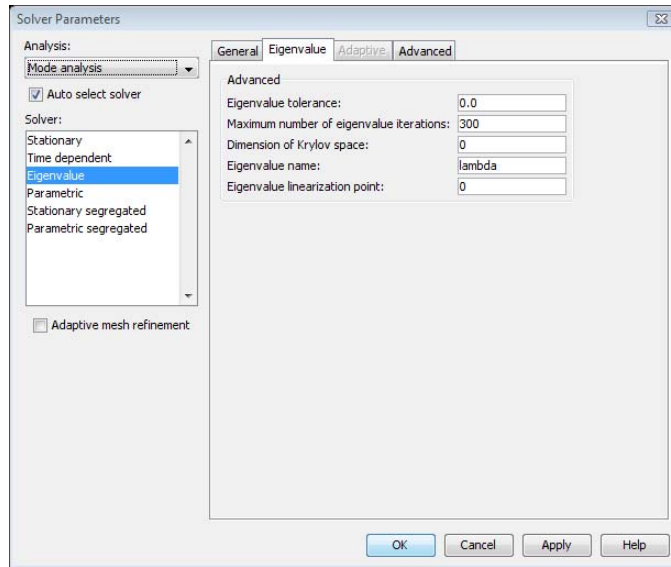 Solver Parameters
Analysis:
Mode analysis
Auto select solver
Solver:
Stationary
Time dependent
Eigenvalue
Parametric
Stationary segregated
Parametric segregated
Adaptive mesh refinement
General Eigenvalue Adaptive Advanced
Advanced
Eigenvalue tolerance: 0.0
Maximum number of eigenvalue iterations: 300
Dimension of Krylov space: 0
Eigenvalue name: lambda
Eigenvalue linearization point: 0
OK Cancel Apply Help